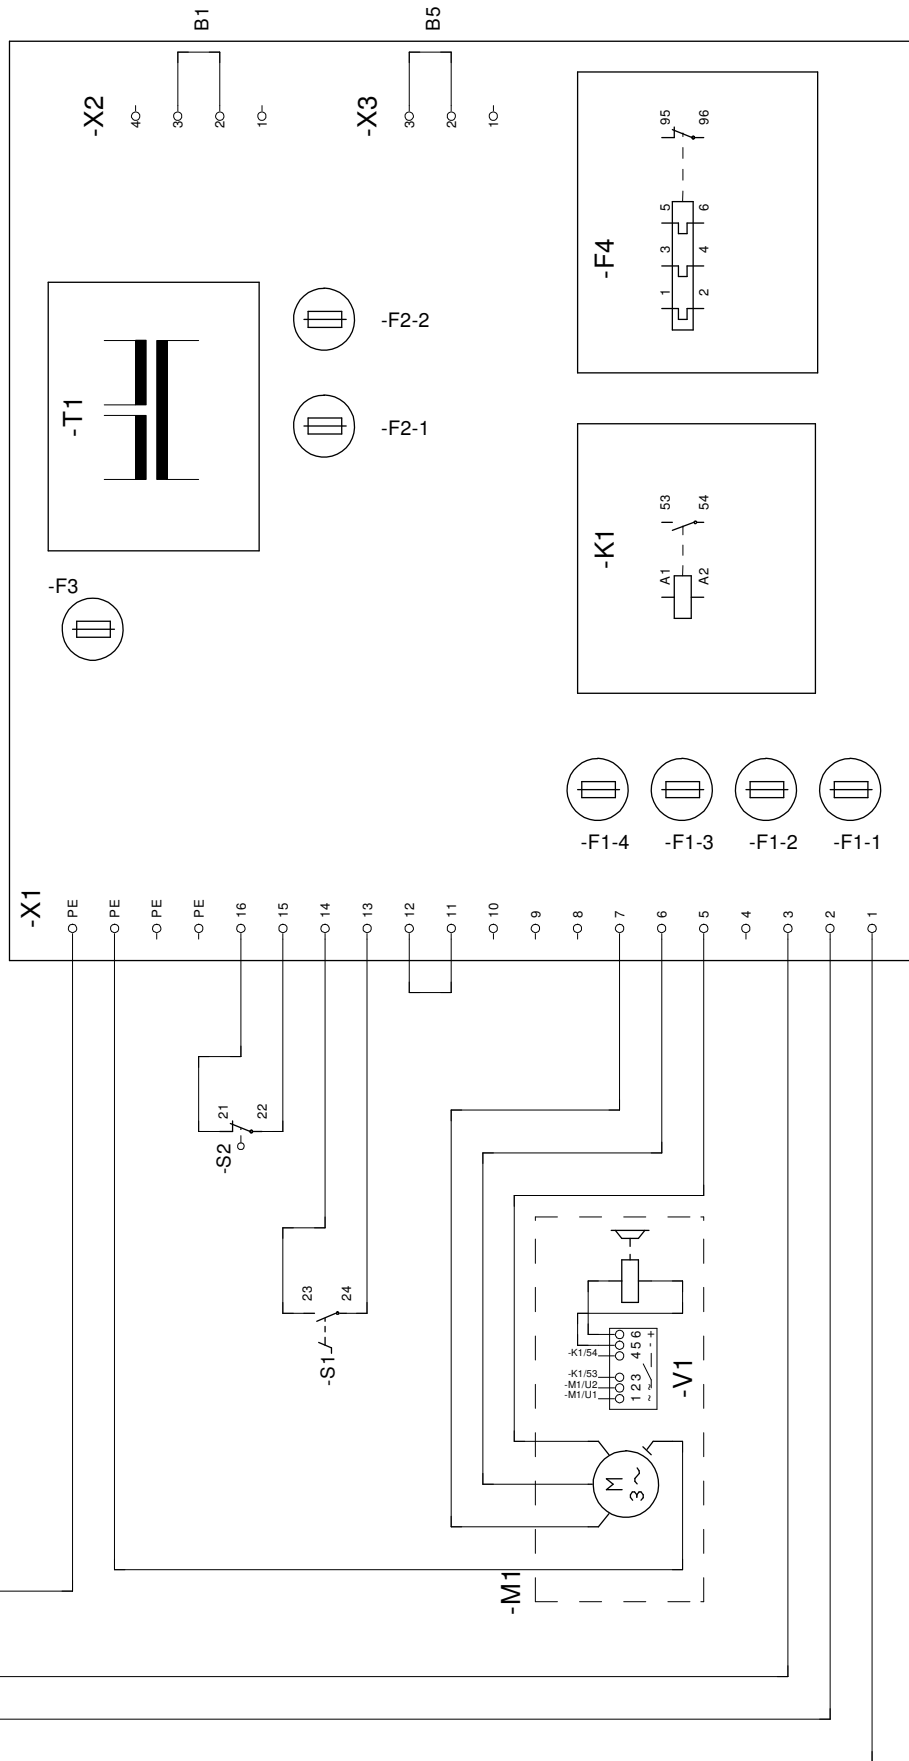 B1
B5
-X2
4
3
2
1
-X3
3
2
1
-T1
-F2-2
-F2-1
-F3
-F4
1
3
5
2
4
6
95
96
-K1
A1
A2
53
54
-F1-4
-F1-3
-F1-2
-F1-1
-X1
PE
PE
PE
PE
16
15
14
13
12
11
10
9
8
7
6
5
4
3
2
1
-S2
21
22
-S1
23
24
-M1
M
3~
-V1
-K1/54
-K1/53
-M1/U2
-M1/U1
1 2 3 4 5 6
~ ~ - +